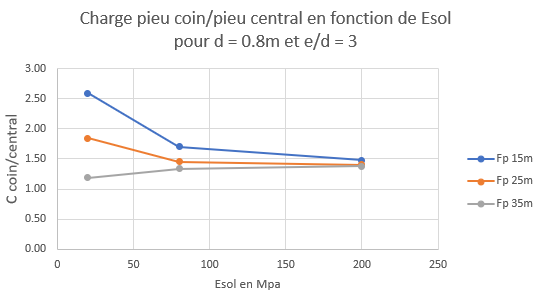 Charge pieu coin/pieu central en fonction de Esol
pour d = 0.8m et e/d = 3
3.00
2.50
2.00
1.50
1.00
0.50
0.00
C coin/central
0 50 100 150 200 250
Esol en Mpa
Fp 15m
Fp 25m
Fp 35m